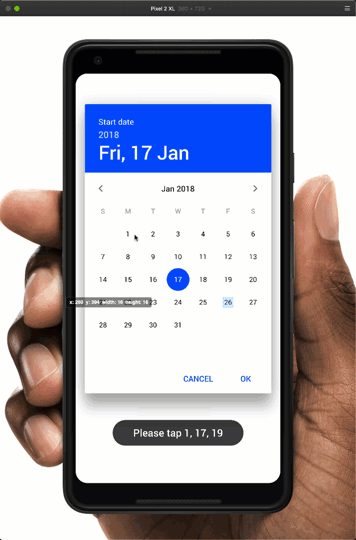 Pixel 2 XL 360 × 720
Start date
2018
Fri, 17 Jan
Jan 2018
S M T W T F S
1 2 3 4 5 6
7 8 9 10 11 12 13
14 15 16 17 18 19 20
x: 280 y: 394 width: 16 height: 16 23 24 25 26 27
28 29 30 31
CANCEL OK
Please tap 1, 17, 19